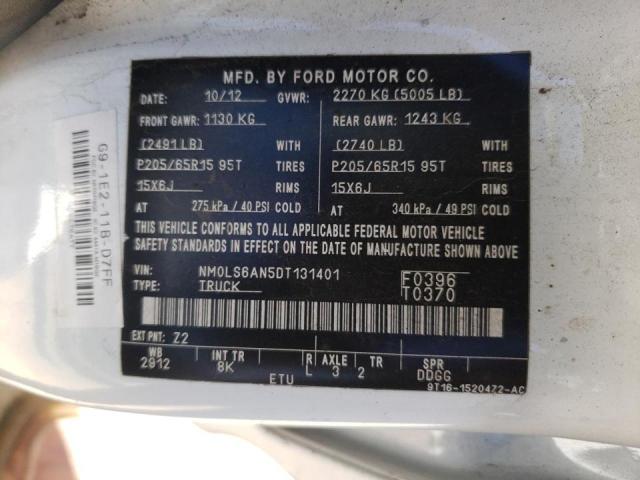 MFD. BY FORD MOTOR CO.
DATE: 10/12 GVWR: 2270 KG (5005 LB)
FRONT GAWR: 1130 KG REAR GAWR: 1243 KG
(2491 LB) WITH (2740 LB) WITH
P205/65R15 95T TIRES P205/65R15 95T TIRES
15X6J RIMS 15X6J RIMS
AT 275 kPa / 40 PSI COLD AT 340 kPa / 49 PSI COLD
THIS VEHICLE CONFORMS TO ALL APPLICABLE FEDERAL MOTOR VEHICLE
SAFETY STANDARDS IN EFFECT ON THE DATE OF MANUFACTURE SHOWN ABOVE.
VIN: NM0LS6AN5DT131401 F0396
TYPE: TRUCK T0370
EXT PNT: Z2
WB INT TR R AXLE TR SPR
2912 8K L 3 2 DDGG
ETU 9T16-1520472-AC
G9-1E2-11B-D7FF